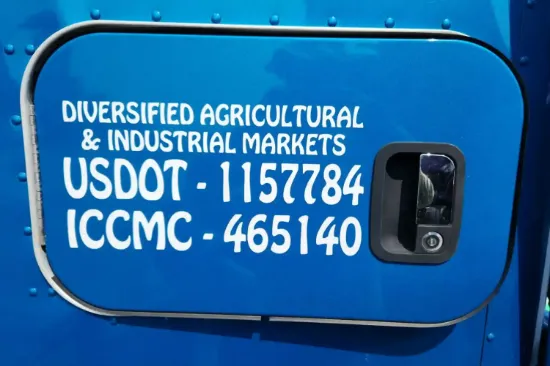 DIVERSIFIED AGRICULTURAL
& INDUSTRIAL MARKETS
USDOT - 1157784
ICCMC - 465140